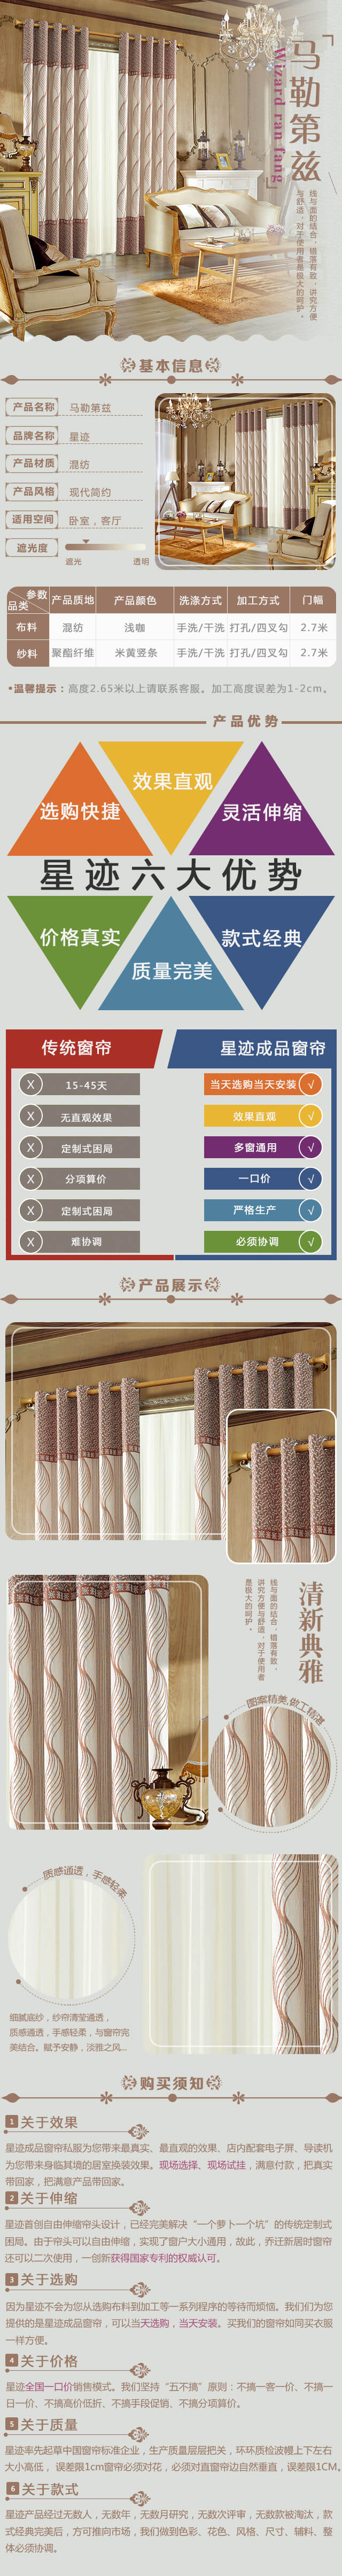 马勒第兹
Wizard ran fang
线与面的结合，错落有致，讲究方便
与舒适，对于使用者是极大的呵护。
基本信息
产品名称 马勒第兹
品牌名称 星迹
产品材质 混纺
产品风格 现代简约
适用空间 卧室，客厅
遮光度
遮光 透明
参数 品类 产品质地 产品颜色 洗涤方式 加工方式 门幅
布料 混纺 浅咖 手洗/干洗 打孔/四叉勾 2.7米
纱料 聚酯纤维 米黄竖条 手洗/干洗 打孔/四叉勾 2.7米
•温馨提示：高度2.65米以上请联系客服。加工高度误差为1-2cm。
产品优势
选购快捷 效果直观 灵活伸缩
星迹六大优势
价格真实 质量完美 款式经典
传统窗帘 星迹成品窗帘
X 15-45天 当天选购当天安装 √
X 无直观效果 效果直观 √
X 定制式困局 多窗通用 √
X 分项算价 一口价 √
X 定制式困局 严格生产 √
X 难协调 必须协调 √
产品展示
清新典雅
线与面的结合，错落有致，
讲究方便与舒适，对于使用者
是极大的呵护。
图案精美,做工精湛
质感通透，手感轻柔
细腻底纱，纱帘清莹通透，
质感通透，手感轻柔，与窗帘完
美结合。赋予安静，淡雅之风...
购买须知
1 关于效果
星迹成品窗帘私服为您带来最真实、最直观的效果、店内配套电子屏、导读机
为您带来身临其境的居室换装效果。现场选择、现场试挂，满意付款，把真实
带回家，把满意产品带回家。
2 关于伸缩
星迹首创自由伸缩帘头设计，已经完美解决“一个萝卜一个坑”的传统定制式
困局。由于帘头可以自由伸缩，实现了窗户大小通用，故此，乔迁新居时窗帘
还可以二次使用，一创新获得国家专利的权威认可。
3 关于选购
因为星迹不会为您从选购布料到加工等一系列程序的等待而烦恼。我们们为您
提供的是星迹成品窗帘，可以当天选购，当天安装。买我们的窗帘如同买衣服
一样方便。
4 关于价格
星迹全国一口价销售模式。我们坚持“五不搞”原则：不搞一客一价、不搞一
日一价、不搞高价低折、不搞手段促销、不搞分项算价。
5 关于质量
星迹率先起草中国窗帘标准企业，生产质量层层把关，环环质检波幔上下左右
大小高低， 误差限1cm窗帘必须对花，必须对直窗帘边自然垂直，误差限1CM。
6 关于款式
星迹产品经过无数人，无数年，无数月研究，无数次评审，无数款被淘汰，款
式经典完美后，方可推向市场，我们做到色彩、花色、风格、尺寸、辅料、整
体必须协调。